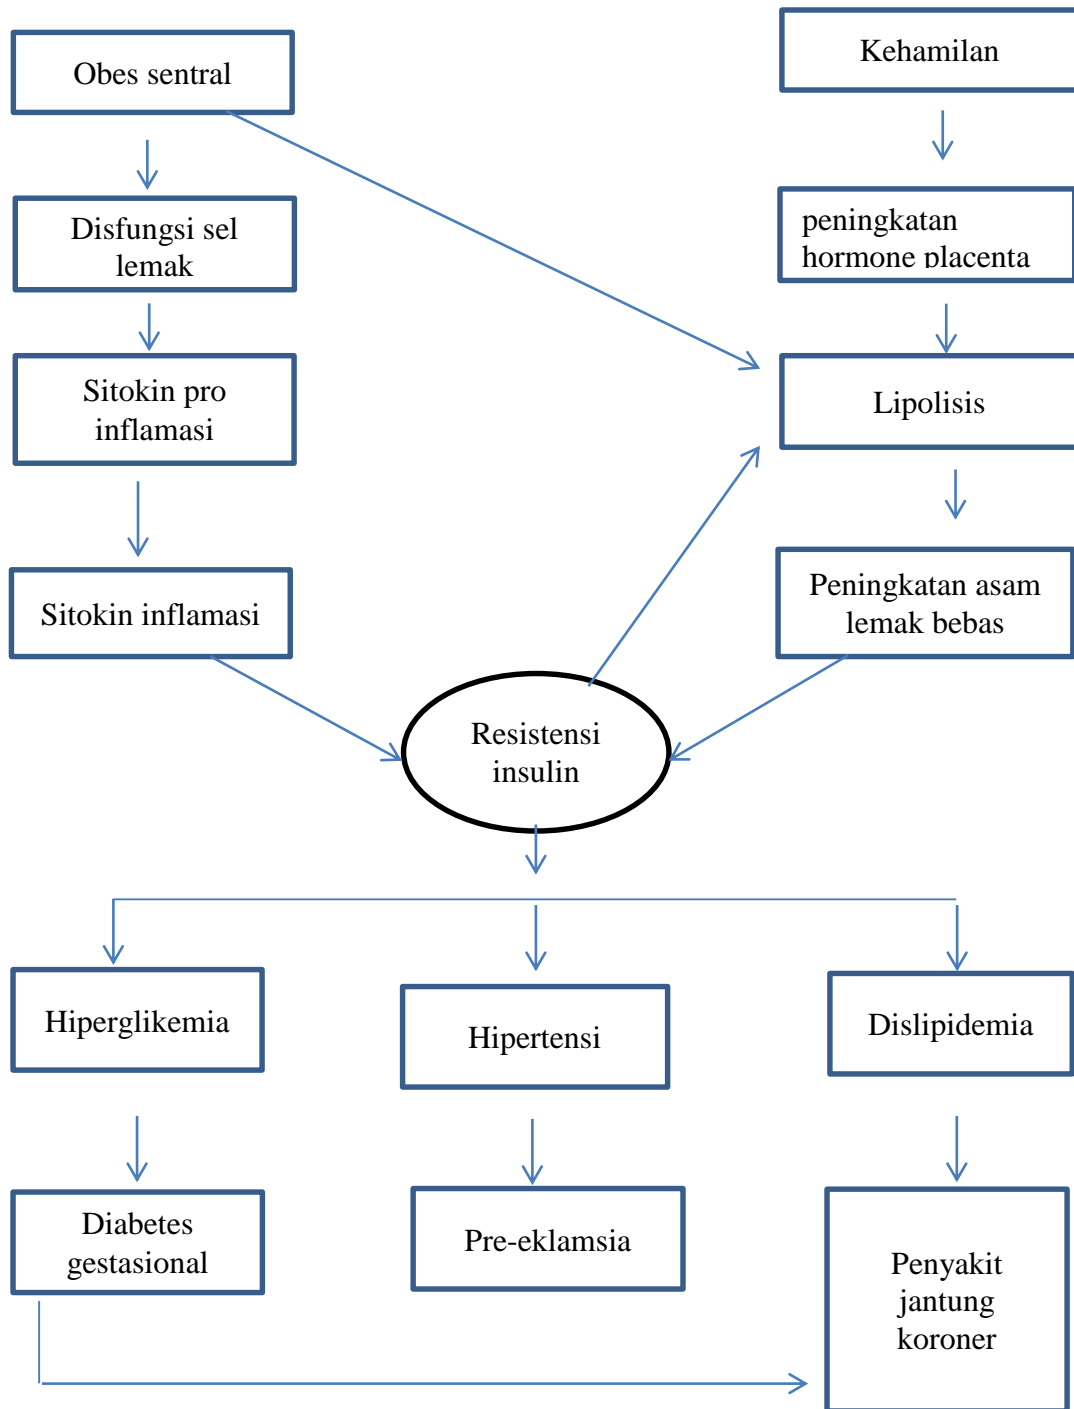 Obes sentral
Kehamilan
Disfungsi sel
lemak
peningkatan
hormone placenta
Sitokin pro
inflamasi
Lipolisis
Sitokin inflamasi
Peningkatan asam
lemak bebas
Resistensi
insulin
Hiperglikemia
Hipertensi
Dislipidemia
Diabetes
gestasional
Pre-eklamsia
Penyakit
jantung
koroner